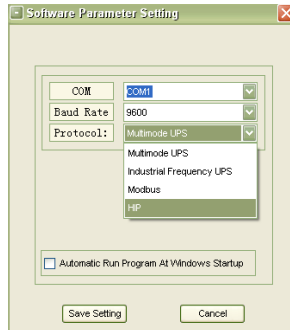 Software Parameter Setting
COM
COM1
Baud Rate
9600
Protocol:
Multimode UPS
Multimode UPS
Industrial Frequency UPS
Modbus
HIP
Automatic Run Program At Windows Startup
Save Setting
Cancel